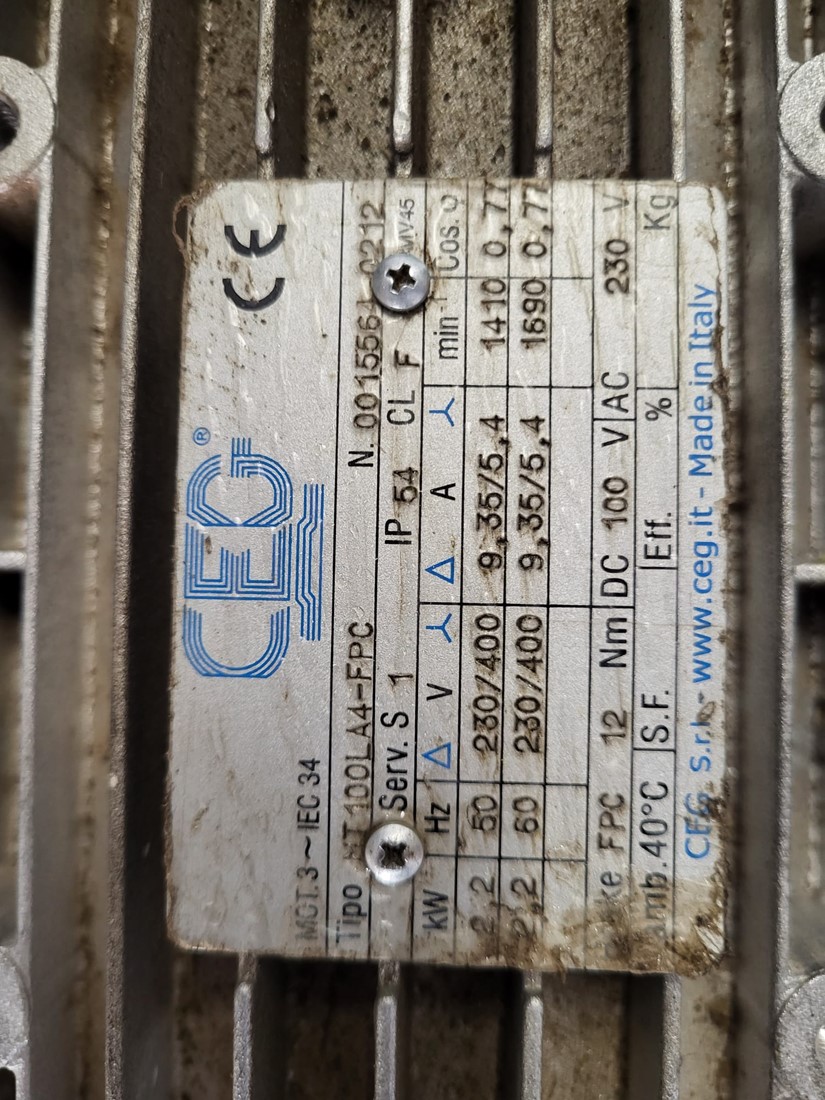 CEG® CE
MOT.3~IEC 34
Tipo MT100LA4-FPC N. 0212
Serv. S 1 IP 54 CL F MV45
kW Hz Δ V Y Δ A Y min⁻¹ Cos. φ
2,2 50 230/400 9,35/5,4 1410 0,77
2,2 60 230/400 9,35/5,4 1690 0,77
FPC 12 Nm DC 100 V AC 230 V
amb. 40°C S.F. Eff. % Kg
CEG s.r.l. - www.ceg.it - Made in Italy